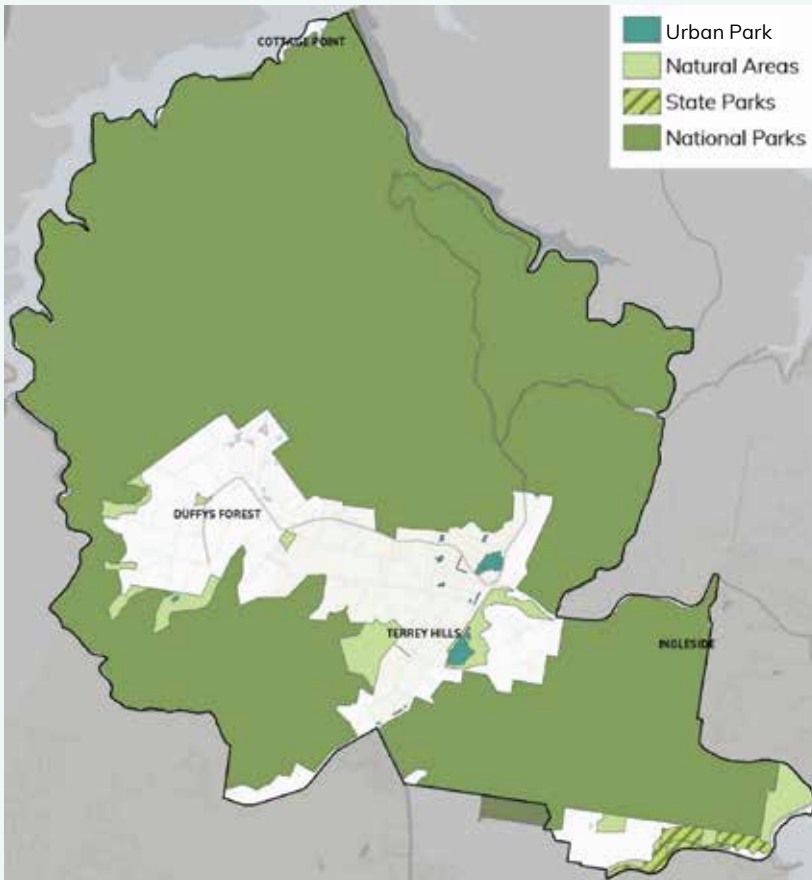 COTTAGE POINT
Urban Park
Natural Areas
State Parks
National Parks
DUFFYS FOREST
TERREY HILLS
INGLESIDE